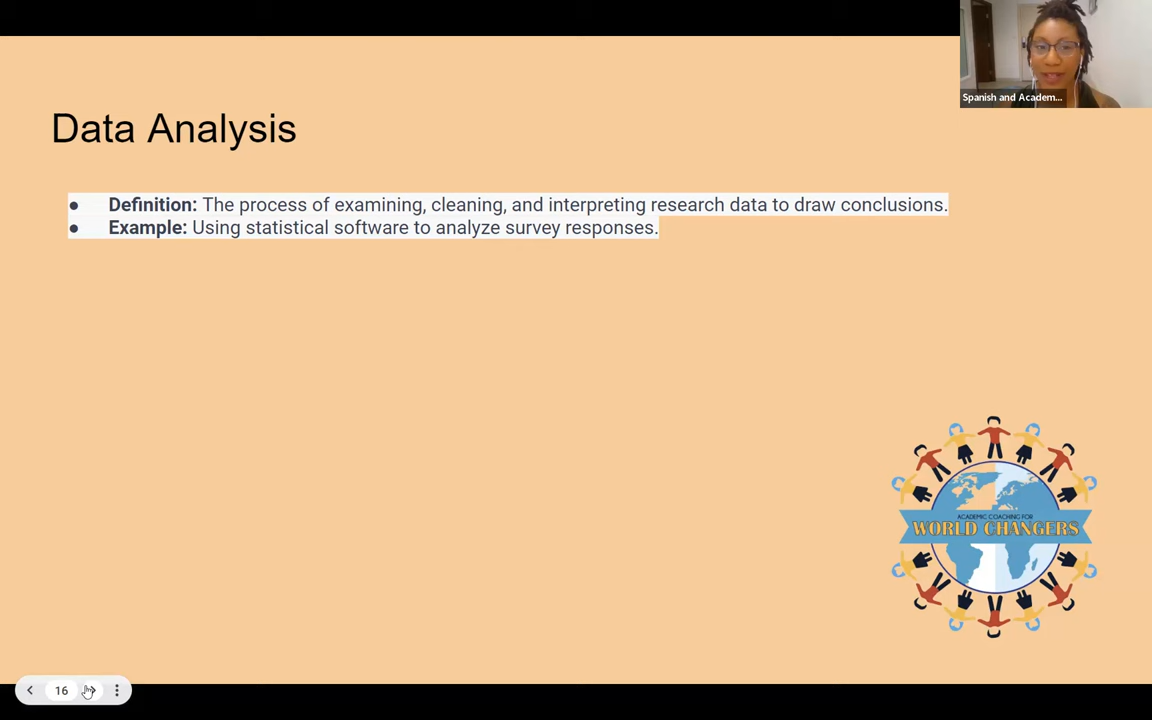 Spanish and Academ...
Data Analysis
● Definition: The process of examining, cleaning, and interpreting research data to draw conclusions.
● Example: Using statistical software to analyze survey responses.
ACADEMIC COACHING FOR
WORLD CHANGERS
16